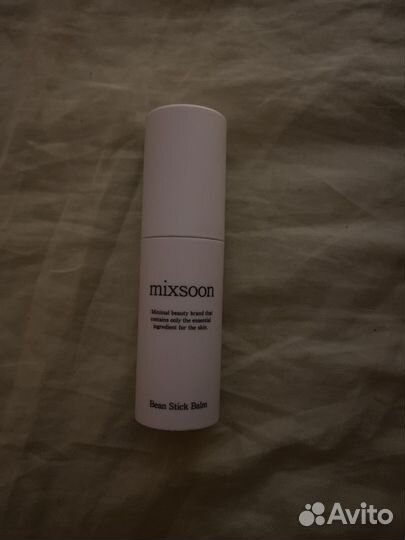 mixsoon
Minimal beauty brand that
contains only the essential
ingredient for the skin.
Bean Stick Balm
Avito